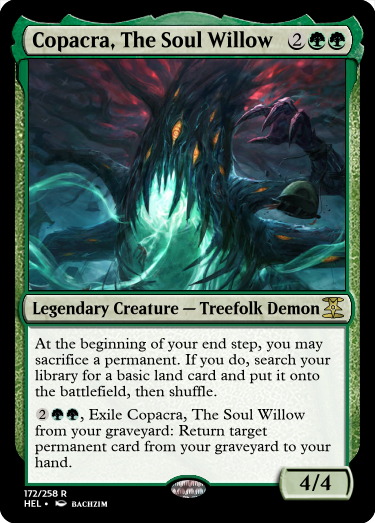 Copacra, The Soul Willow 2
Legendary Creature — Treefolk Demon
At the beginning of your end step, you may
sacrifice a permanent. If you do, search your
library for a basic land card and put it onto
the battlefield, then shuffle.
2, Exile Copacra, The Soul Willow
from your graveyard: Return target
permanent card from your graveyard to your
hand.
4/4
172/258 R
HEL • BACHZIM